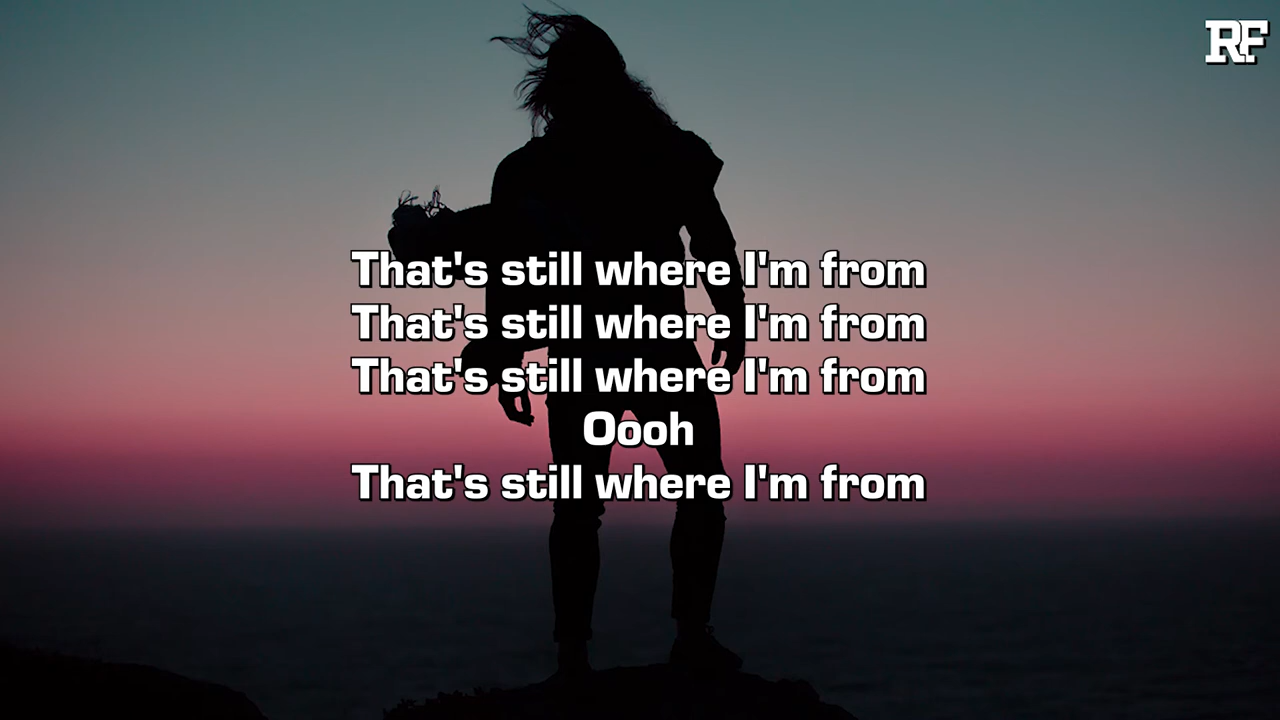 RF
That's still where I'm from
That's still where I'm from
That's still where I'm from
Oooh
That's still where I'm from